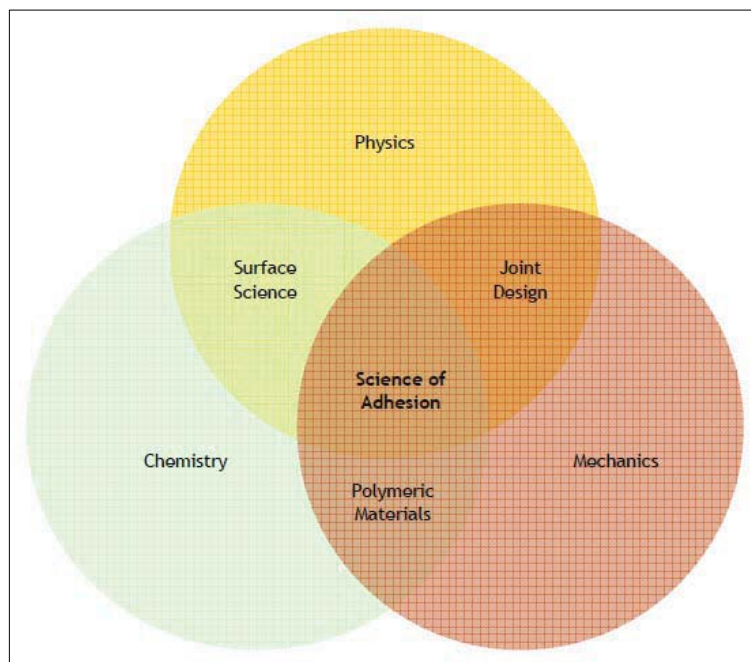 Physics
Surface
Science
Joint
Design
Science of
Adhesion
Chemistry
Mechanics
Polymeric
Materials